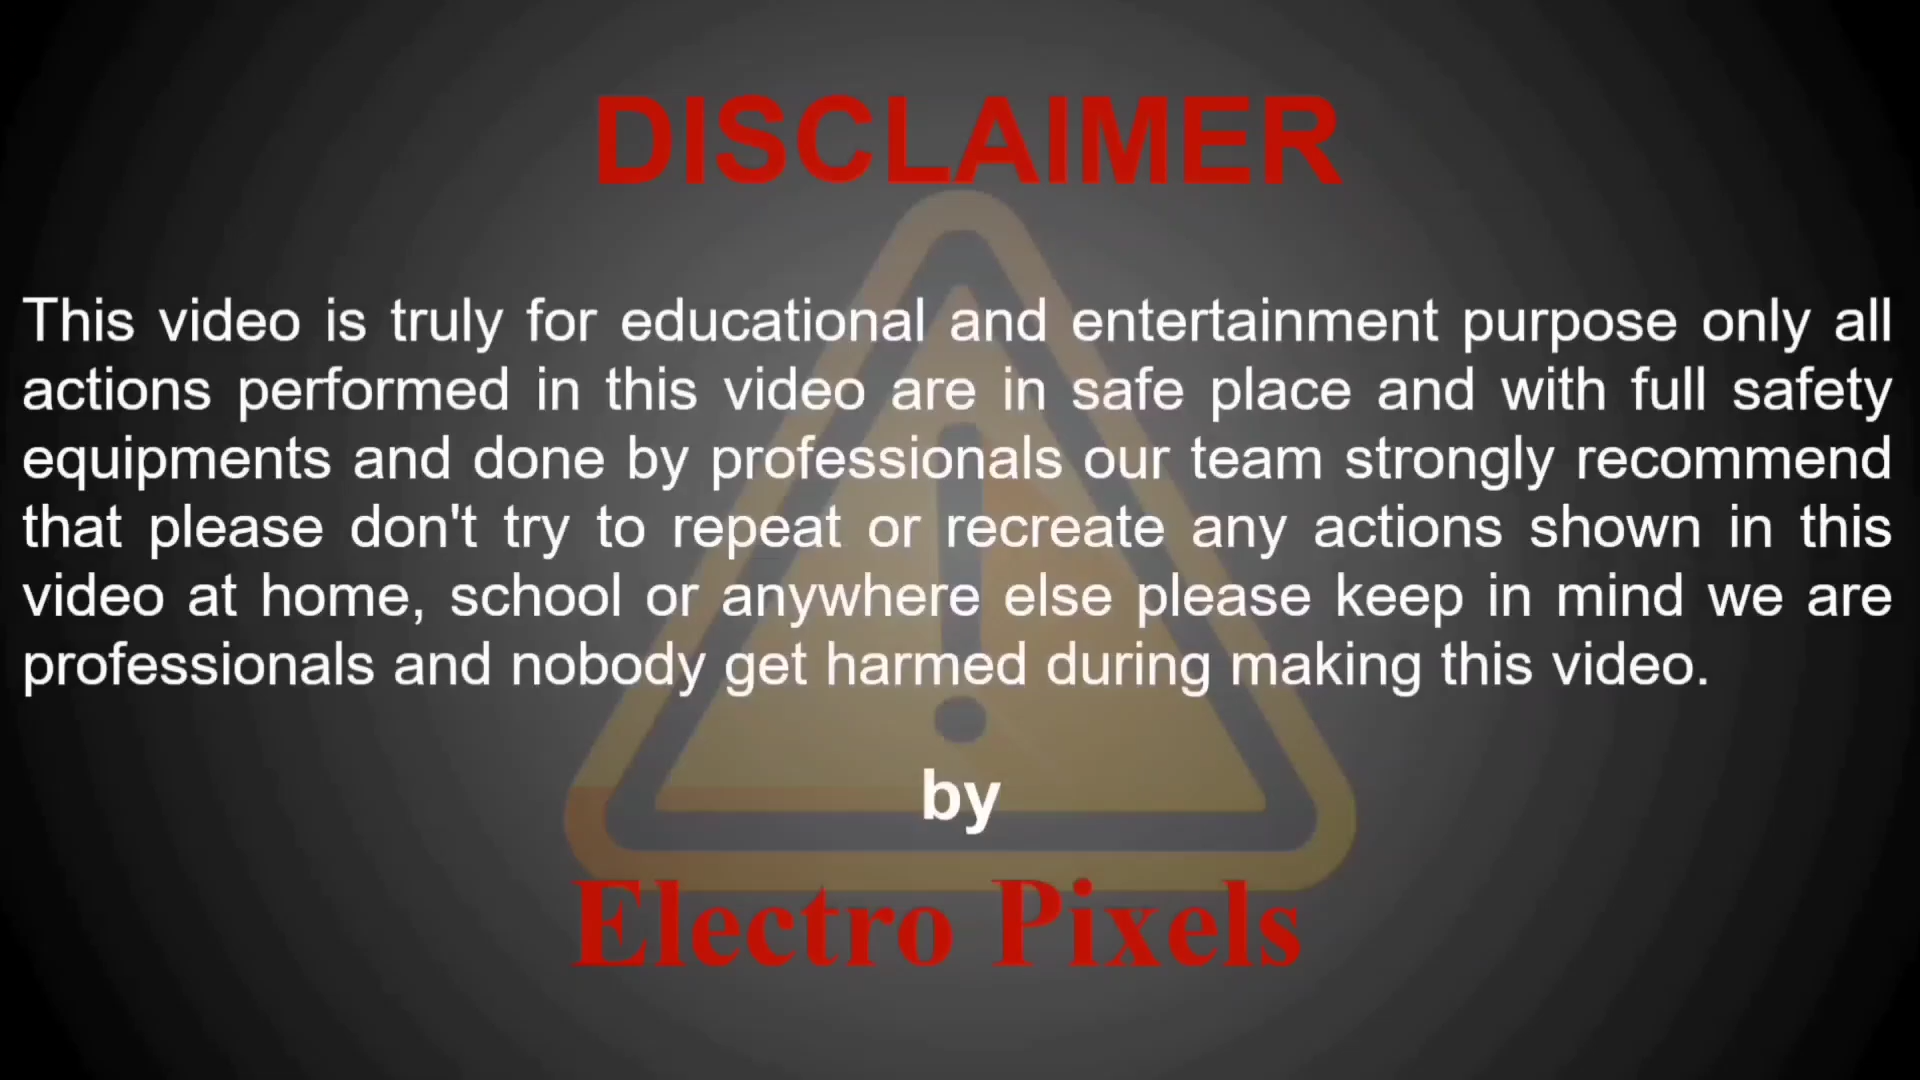 DISCLAIMER
This video is truly for educational and entertainment purpose only all
actions performed in this video are in safe place and with full safety
equipments and done by professionals our team strongly recommend
that please don't try to repeat or recreate any actions shown in this
video at home, school or anywhere else please keep in mind we are
professionals and nobody get harmed during making this video.
by
Electro Pixels